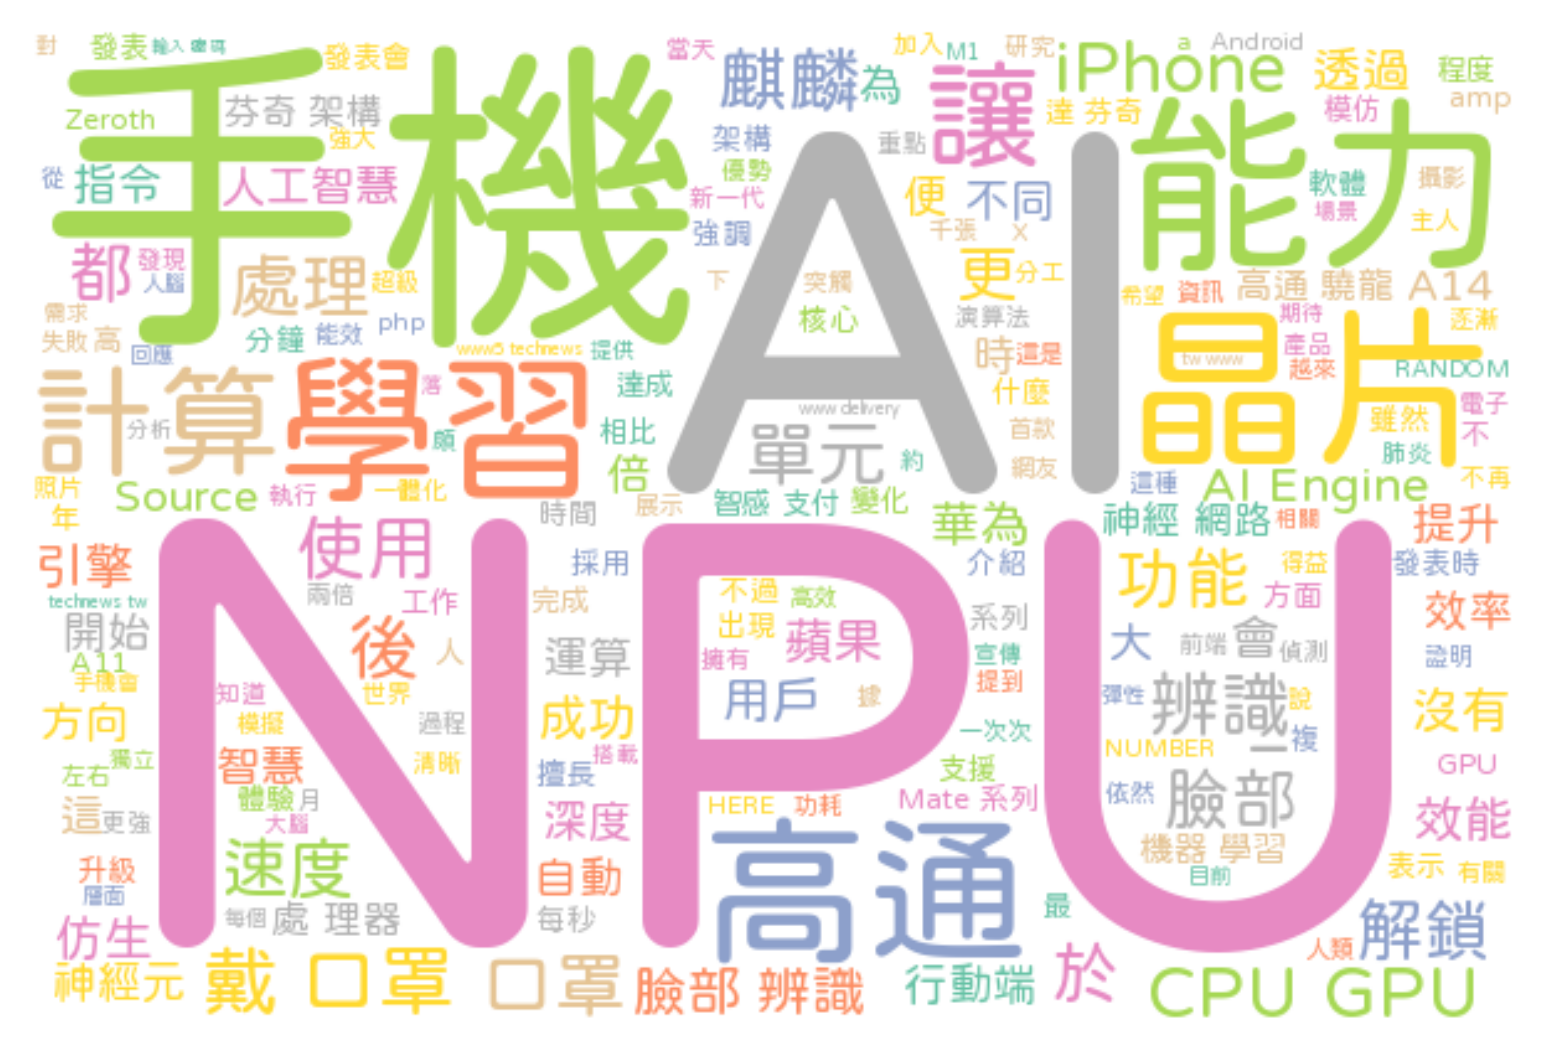 對 發表 輸入 密碼 發表會 當天 加入 M1 研究 a Android
手機 麒麟 為 讓 iPhone 透過 程度
Zeroth 芬奇 架構 強大 架構 重點 達 芬奇 模仿 amp
從 指令 人工智慧 優勢 新一代 便 不同 能力 軟體 攝影
都 發現 人腦 處理 超級 強調 AI 千張 X 場景 主人
需求 失敗 高 回應 分鐘 能效 php 下 突觸 更 分工 希望 資訊 高通 驍龍 A14
www5 technews 提供 核心 演算法 期待 逐漸
計算 分析 學習 落 頗 達成 時 這是 晶片 tw www 產品 越來 RANDOM
相比 www delivery 什麼 雖然 電子
照片 Source 執行 一體化 倍 單元 約 首款 網友 這種 AI Engine 肺炎 不 不再
年 時間 展示 智感 支付 變化 華為 神經 網路 相關 提升
引擎 使用 採用 介紹 功能 得益 發表時
technews tw 兩倍 工作 完成 不過 高效 系列 方面 效率
開始 後 人 運算 出現 蘋果 宣傳 大 前端 會 偵測 證明
A11 手機會 NPU 擁有 提到
方向 知道 世界 成功 用戶 據 彈性 辨識 說 沒有
模擬 過程 一次次 NUMBER 一 複
左右 獨立 智慧 清晰 擅長 搭載 支援 GPU
這 更強 體驗 月 大腦 深度 HERE 功耗 Mate 系列 依然 臉部 效能
升級 速度 自動 高通 機器 學習 表示 有關
層面 每個 處 理器 每秒 最 目前
仿生 人類 解鎖
神經元 戴 口罩 口罩 臉部 辨識 行動端 於 CPU GPU